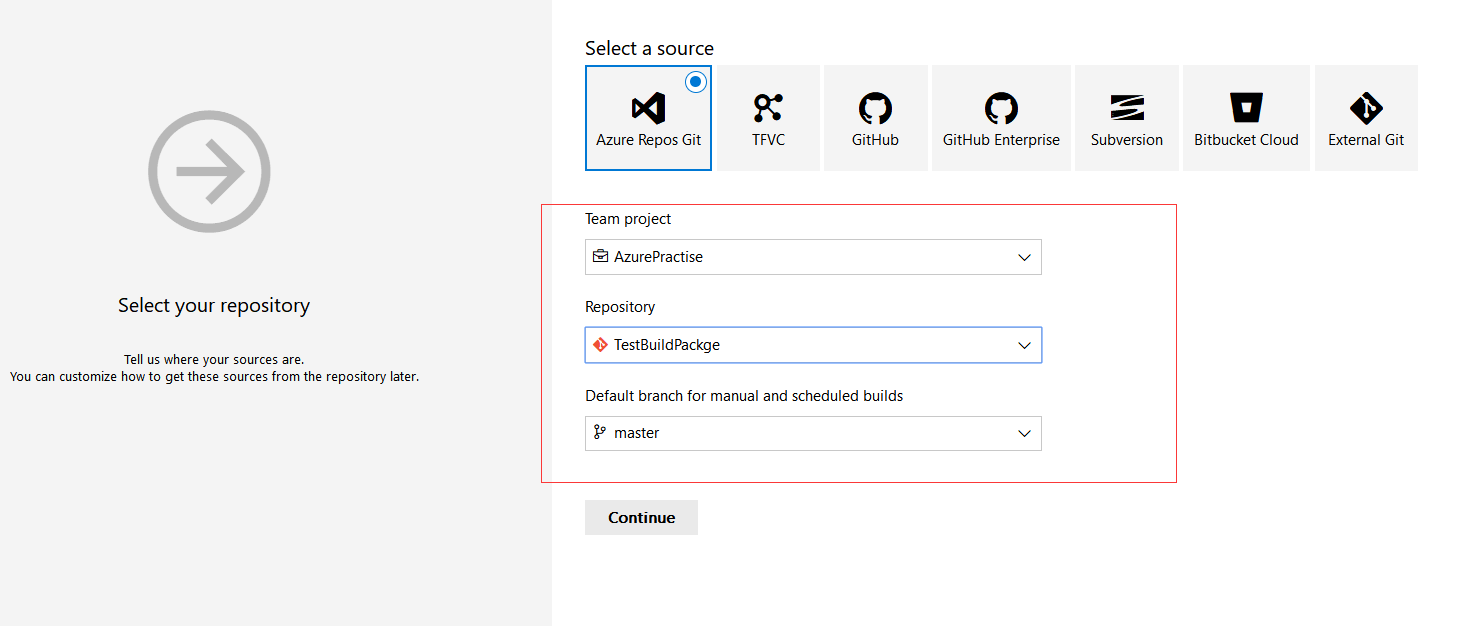 Select your repository
Tell us where your sources are.
You can customize how to get these sources from the repository later.
Select a source
Azure Repos Git
TFVC
GitHub
GitHub Enterprise
Subversion
Bitbucket Cloud
External Git
Team project
AzurePractise
Repository
TestBuildPackge
Default branch for manual and scheduled builds
master
Continue